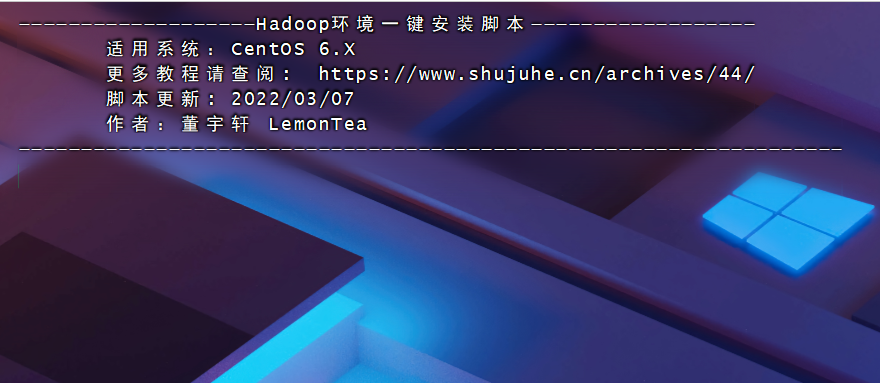 -------------------Hadoop环境一键安装脚本------------------
适用系统：CentOS 6.X
更多教程请查阅： https://www.shujuhe.cn/archives/44/
脚本更新：2022/03/07
作者：董宇轩 LemonTea
------------------------------------------------------------------